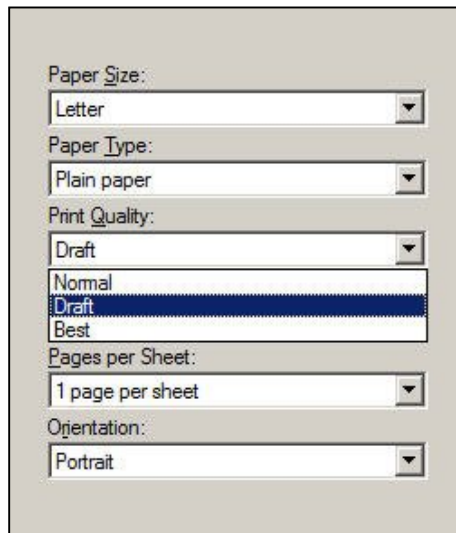 Paper Size:
Letter
Paper Type:
Plain paper
Print Quality:
Draft
Normal
Draft
Best
Pages per Sheet:
1 page per sheet
Orientation:
Portrait